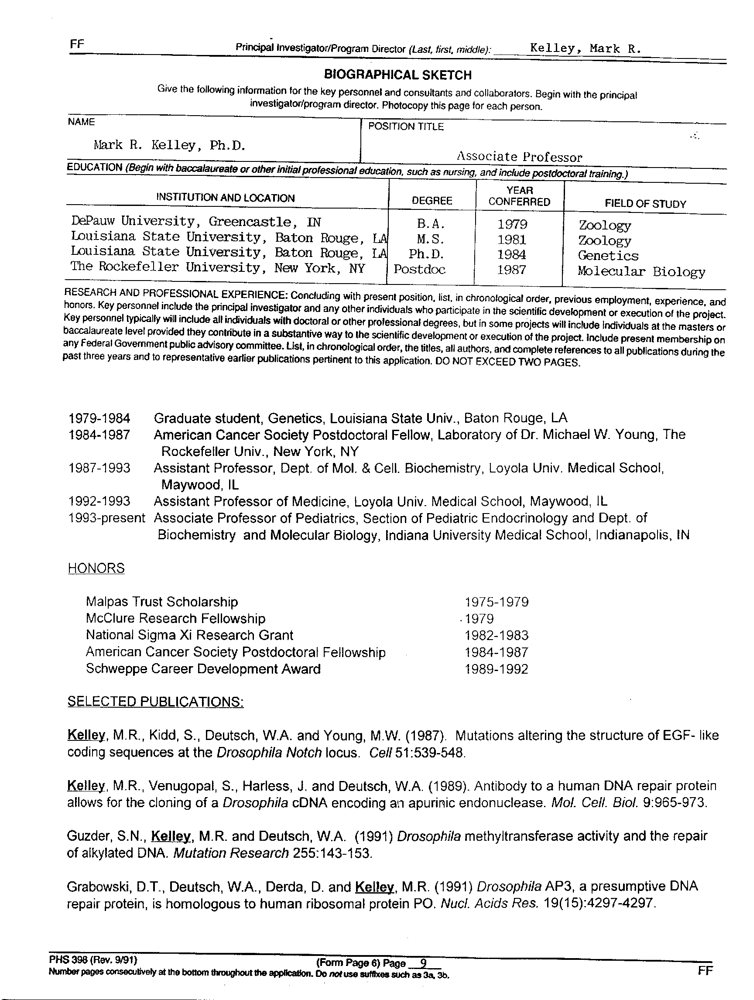 FF
Principal Investigator/Program Director (Last, first, middle): Kelley, Mark R.
BIOGRAPHICAL SKETCH
Give the following information for the key personnel and consultants and collaborators. Begin with the principal
investigator/program director. Photocopy this page for each person.
NAME
POSITION TITLE
Mark R. Kelley, Ph.D.
Associate Professor
EDUCATION (Begin with baccalaureate or other initial professional education, such as nursing, and include postdoctoral training.)
INSTITUTION AND LOCATION DEGREE YEAR CONFERRED FIELD OF STUDY
DePauw University, Greencastle, IN B.A. 1979 Zoology
Louisiana State University, Baton Rouge, LA M.S. 1981 Zoology
Louisiana State University, Baton Rouge, LA Ph.D. 1984 Genetics
The Rockefeller University, New York, NY Postdoc 1987 Molecular Biology
RESEARCH AND PROFESSIONAL EXPERIENCE: Concluding with present position, list, in chronological order, previous employment, experience, and
honors. Key personnel include the principal investigator and any other individuals who participate in the scientific development or execution of the project.
Key personnel typically will include all individuals with doctoral or other professional degrees, but in some projects will include individuals at the masters or
baccalaureate level provided they contribute in a substantive way to the scientific development or execution of the project. Include present membership on
any Federal Government public advisory committee. List, in chronological order, the titles, all authors, and complete references to all publications during the
past three years and to representative earlier publications pertinent to this application. DO NOT EXCEED TWO PAGES.
1979-1984 Graduate student, Genetics, Louisiana State Univ., Baton Rouge, LA
1984-1987 American Cancer Society Postdoctoral Fellow, Laboratory of Dr. Michael W. Young, The
Rockefeller Univ., New York, NY
1987-1993 Assistant Professor, Dept. of Mol. & Cell. Biochemistry, Loyola Univ. Medical School,
Maywood, IL
1992-1993 Assistant Professor of Medicine, Loyola Univ. Medical School, Maywood, IL
1993-present Associate Professor of Pediatrics, Section of Pediatric Endocrinology and Dept. of
Biochemistry and Molecular Biology, Indiana University Medical School, Indianapolis, IN
HONORS
Malpas Trust Scholarship 1975-1979
McClure Research Fellowship 1979
National Sigma Xi Research Grant 1982-1983
American Cancer Society Postdoctoral Fellowship 1984-1987
Schweppe Career Development Award 1989-1992
SELECTED PUBLICATIONS:
Kelley, M.R., Kidd, S., Deutsch, W.A. and Young, M.W. (1987). Mutations altering the structure of EGF- like
coding sequences at the Drosophila Notch locus. Cell 51:539-548.
Kelley, M.R., Venugopal, S., Harless, J. and Deutsch, W.A. (1989). Antibody to a human DNA repair protein
allows for the cloning of a Drosophila cDNA encoding an apurinic endonuclease. Mol. Cell. Biol. 9:965-973.
Guzder, S.N., Kelley, M.R. and Deutsch, W.A. (1991) Drosophila methyltransferase activity and the repair
of alkylated DNA. Mutation Research 255:143-153.
Grabowski, D.T., Deutsch, W.A., Derda, D. and Kelley, M.R. (1991) Drosophila AP3, a presumptive DNA
repair protein, is homologous to human ribosomal protein PO. Nucl. Acids Res. 19(15):4297-4297.
PHS 398 (Rev. 9/91) (Form Page 6) Page 9
Number pages consecutively at the bottom throughout the application. Do not use suffixes such as 3a, 3b.
FF